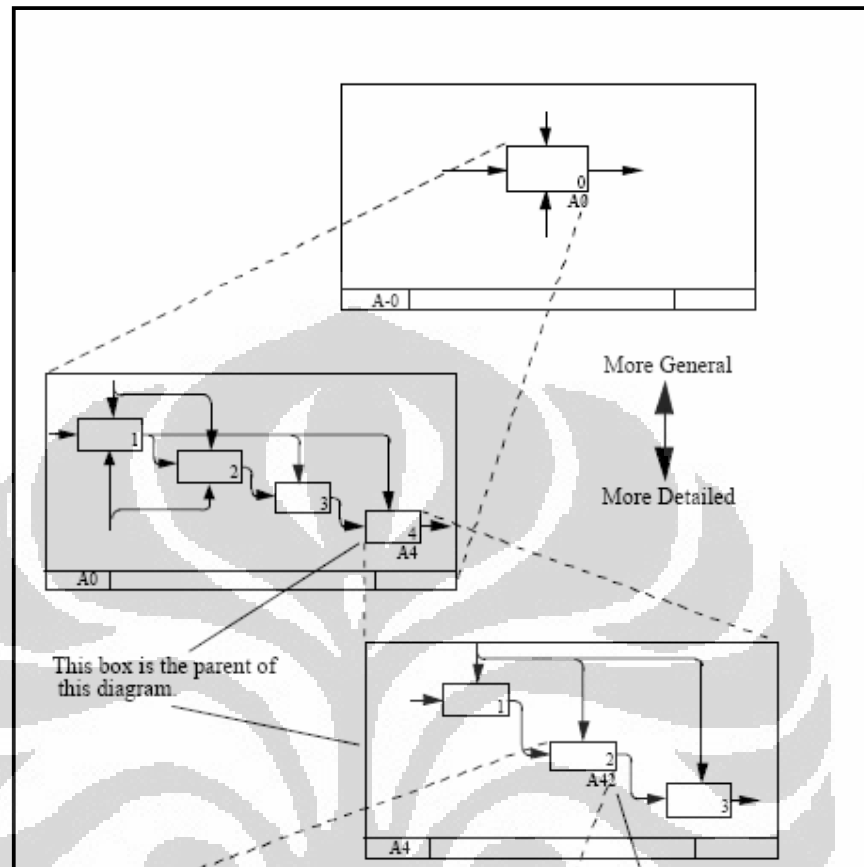 0
A0
A-0
More General
More Detailed
1
2
3
4
A4
A0
This box is the parent of
this diagram.
1
2
A42
3
A4